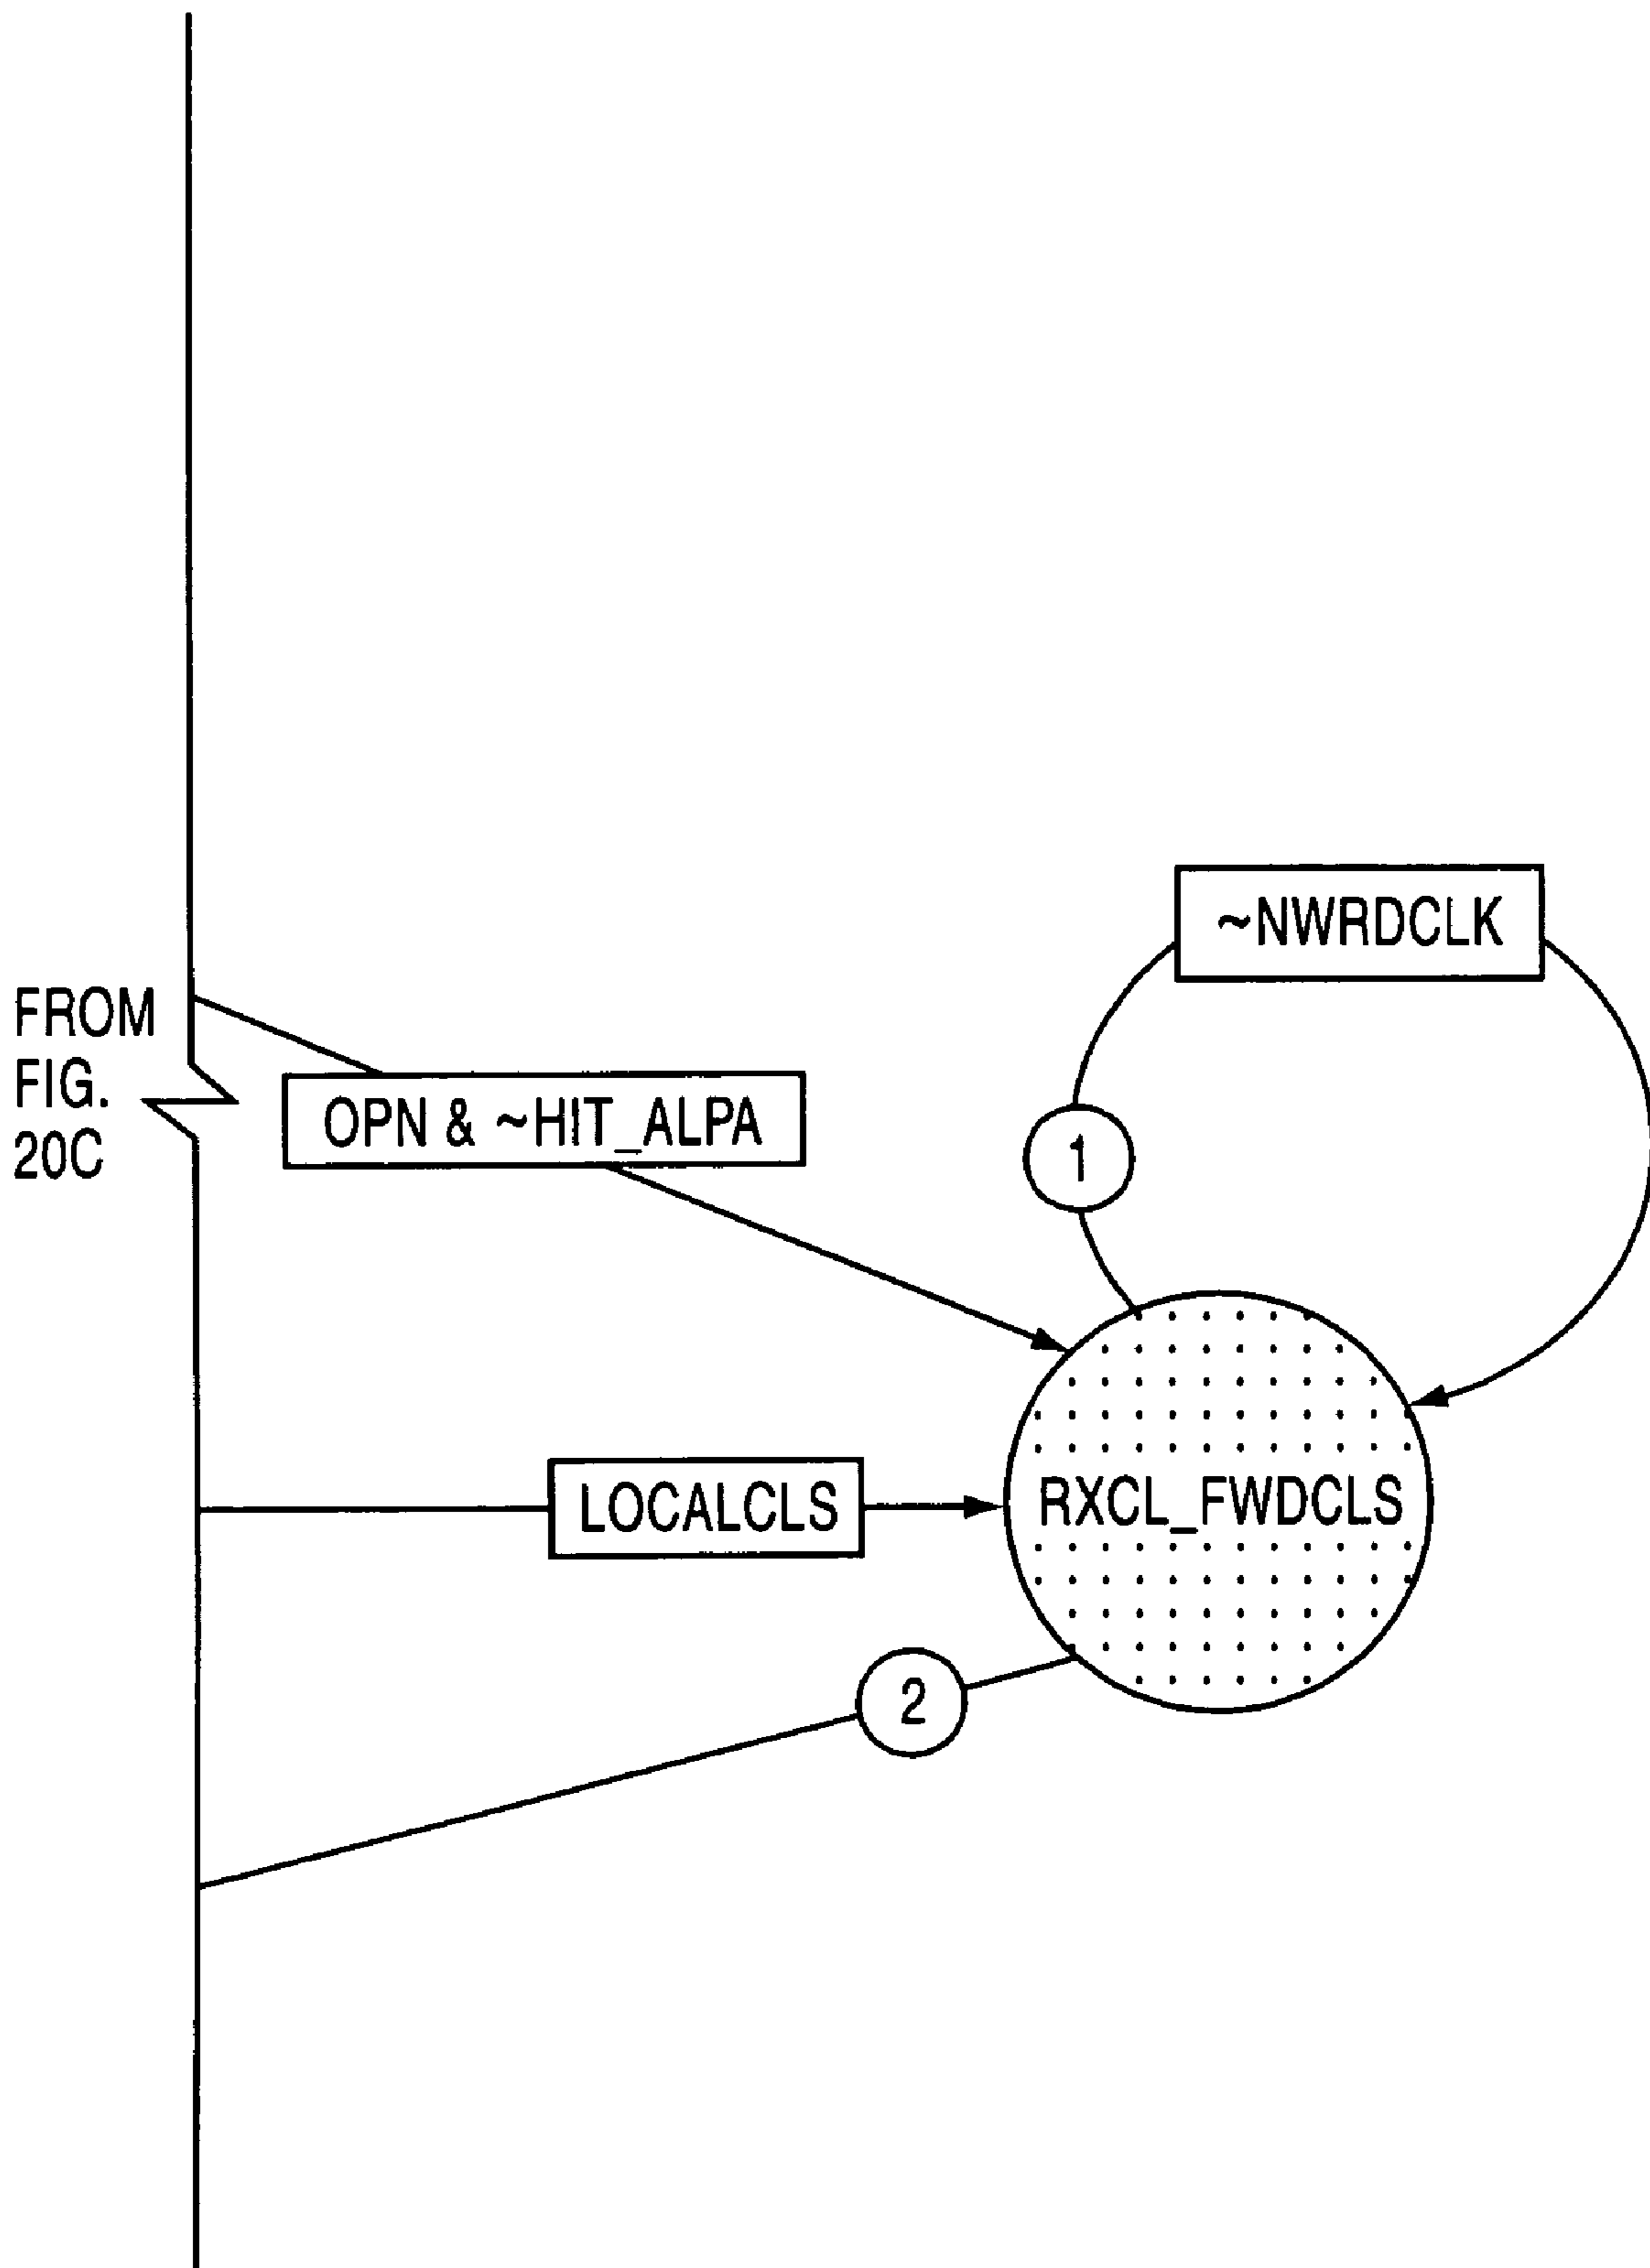 ~NWRDCLK
FROM
FIG.
20C
OPN & ~HIT_ALPA
1
LOCALCLS
RXCL_FWDCLS
2